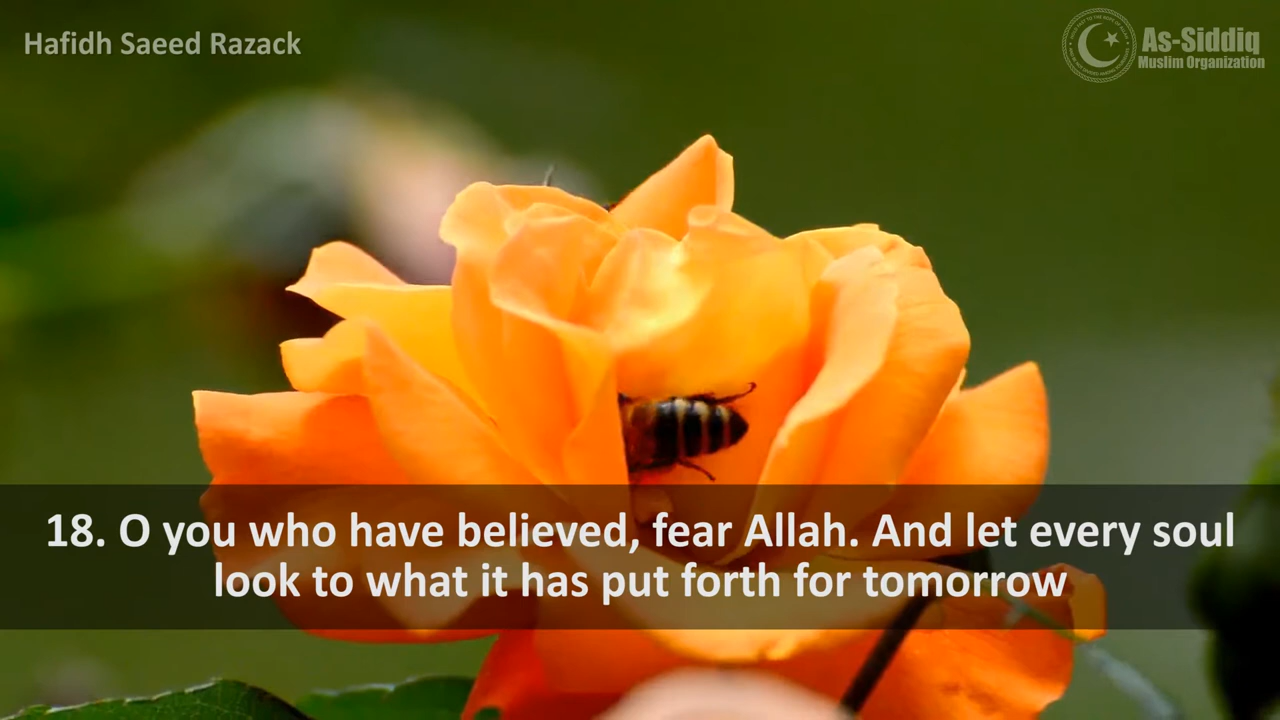 Hafidh Saeed Razack
As-Siddiq
Muslim Organization
18. O you who have believed, fear Allah. And let every soul
look to what it has put forth for tomorrow